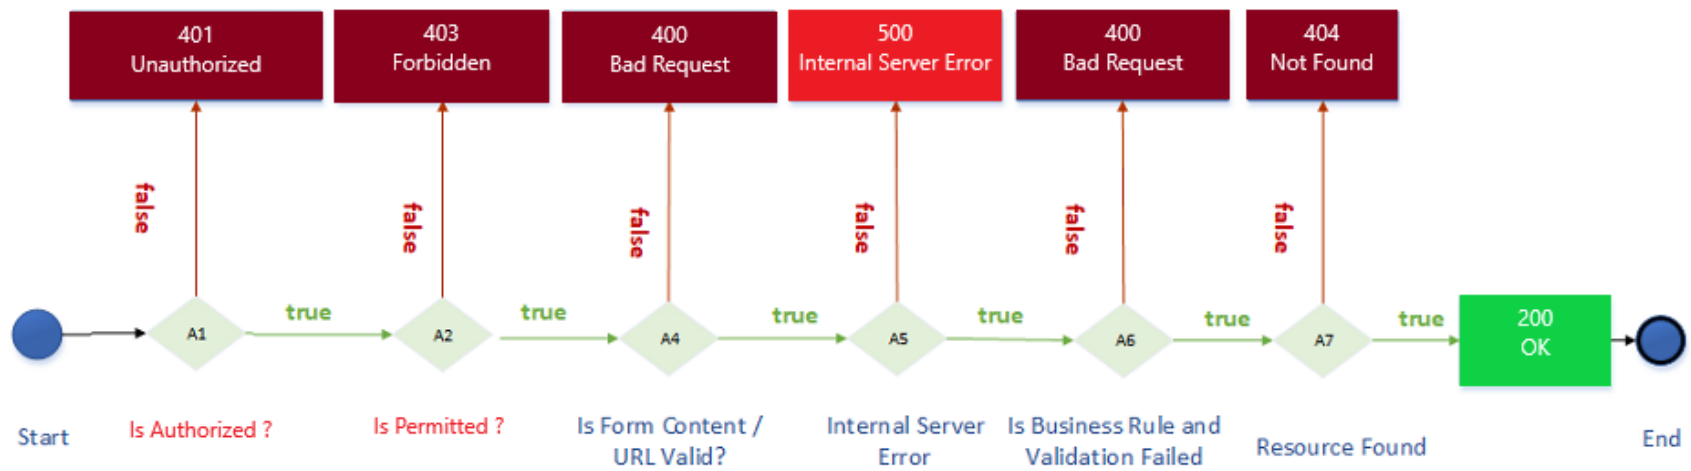 401
Unauthorized
403
Forbidden
400
Bad Request
500
Internal Server Error
400
Bad Request
404
Not Found
false
false
false
false
false
false
true
true
true
true
true
true
A1
A2
A4
A5
A6
A7
200
OK
Start
Is Authorized ?
Is Permitted ?
Is Form Content /
URL Valid?
Internal Server
Error
Is Business Rule and
Validation Failed
Resource Found
End